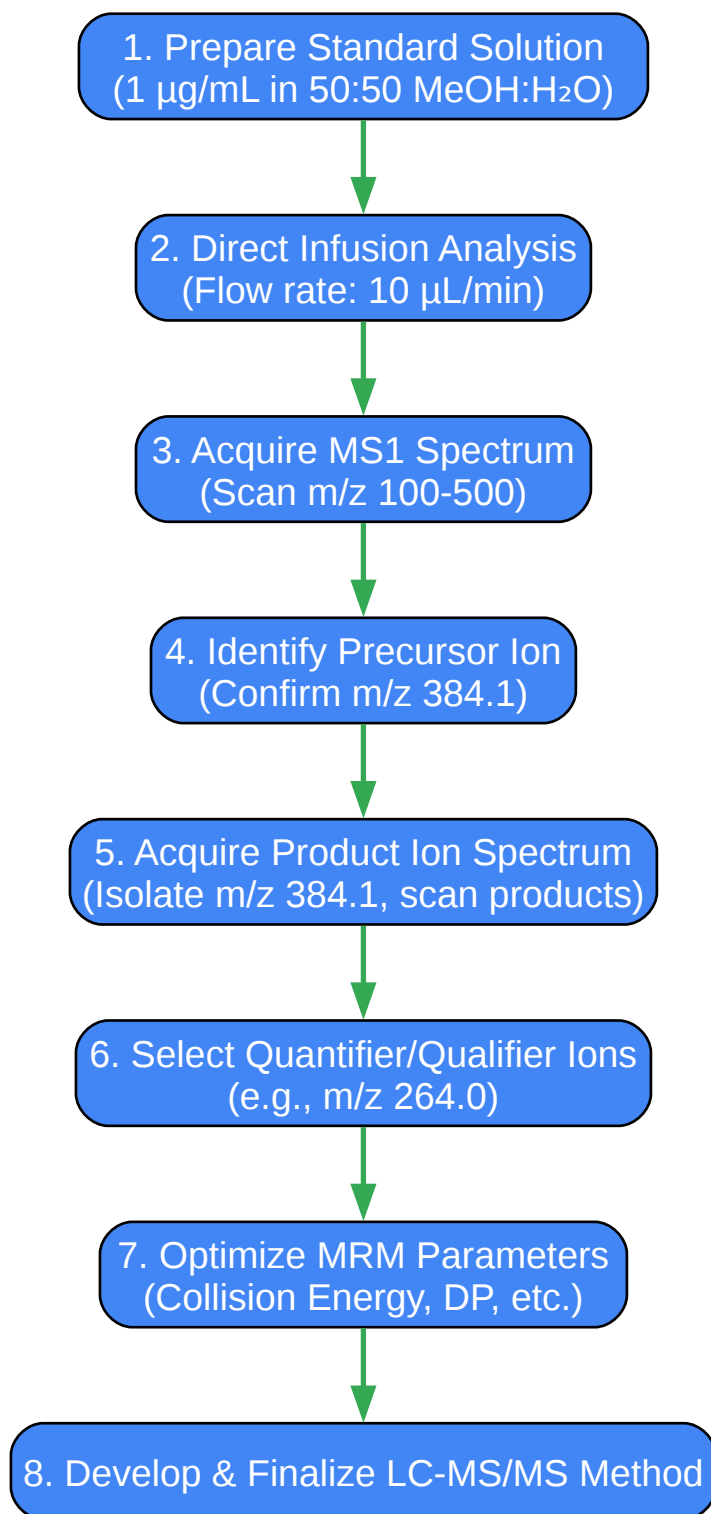 1. Prepare Standard Solution
(1 µg/mL in 50:50 MeOH:H₂O)
2. Direct Infusion Analysis
(Flow rate: 10 µL/min)
3. Acquire MS1 Spectrum
(Scan m/z 100-500)
4. Identify Precursor Ion
(Confirm m/z 384.1)
5. Acquire Product Ion Spectrum
(Isolate m/z 384.1, scan products)
6. Select Quantifier/Qualifier Ions
(e.g., m/z 264.0)
7. Optimize MRM Parameters
(Collision Energy, DP, etc.)
8. Develop & Finalize LC-MS/MS Method